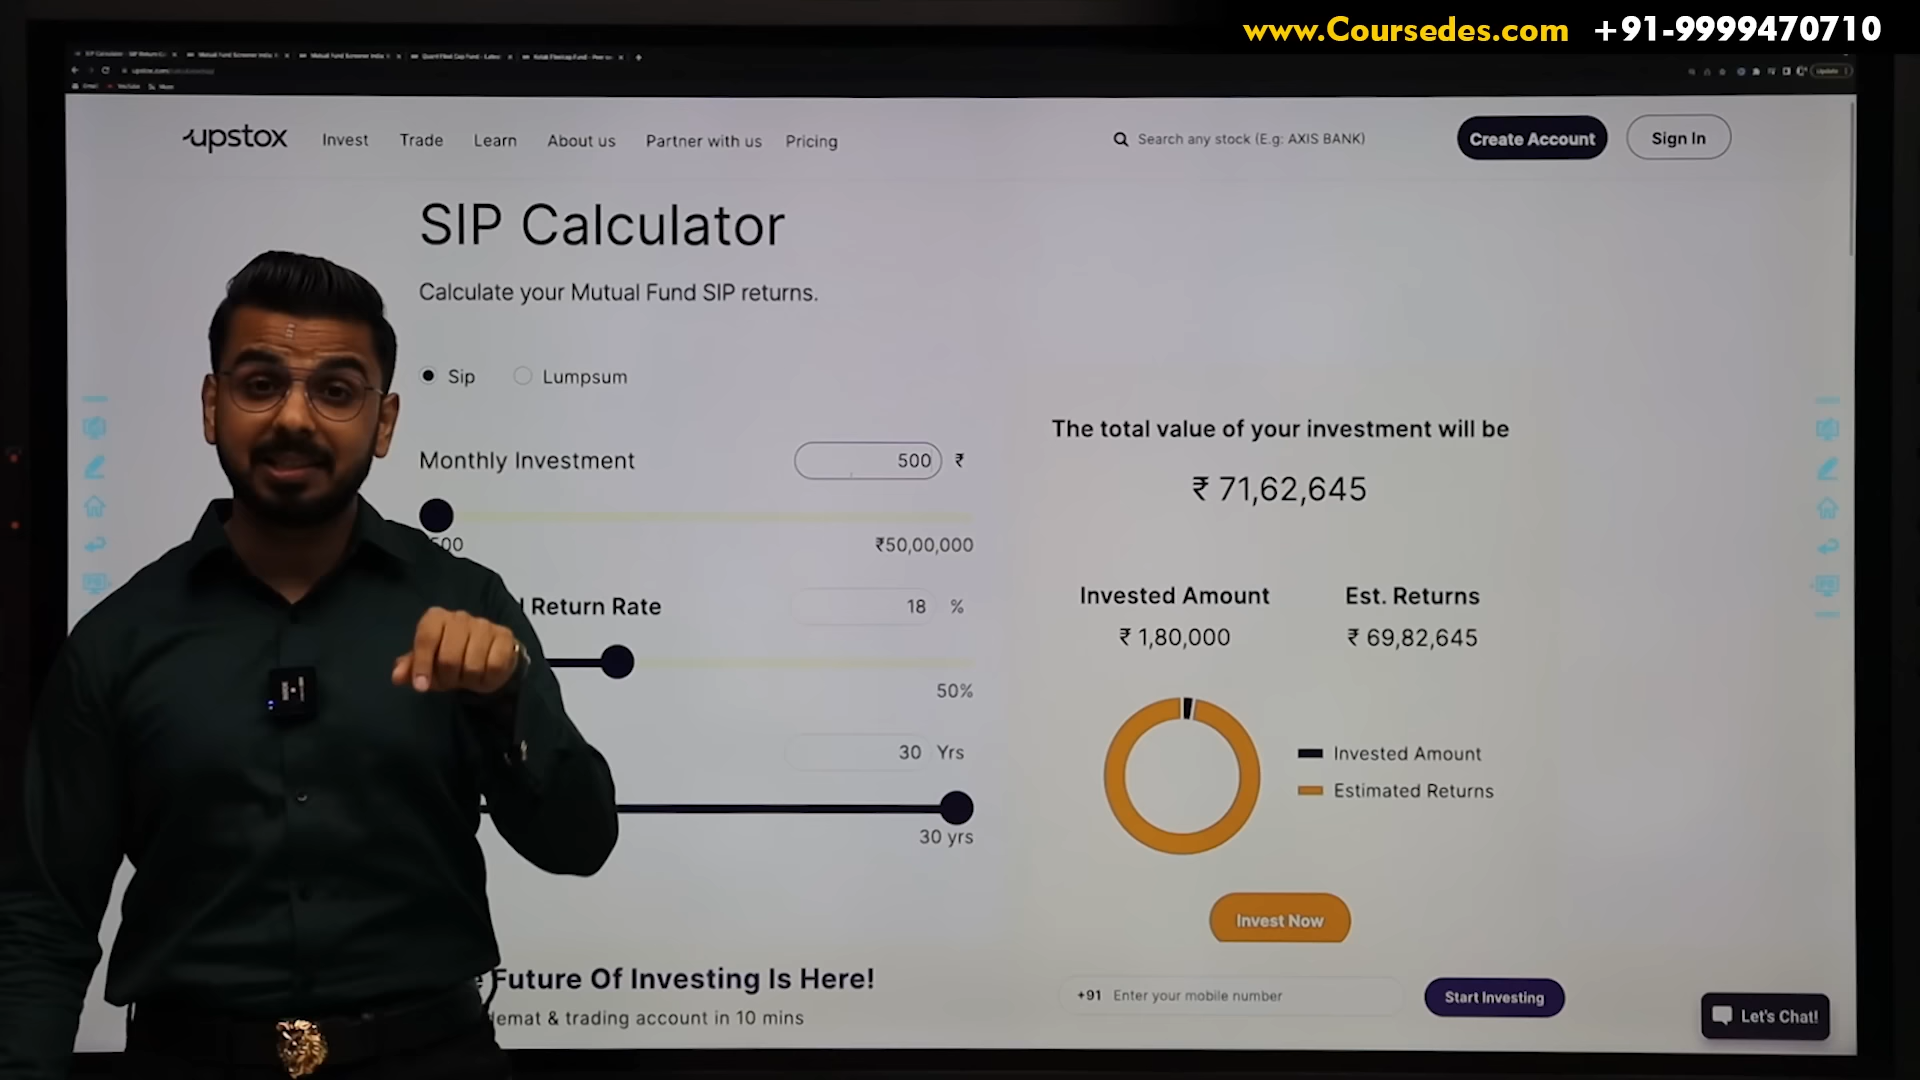 www.Coursedes.com +91-9999470710
upstox Invest Trade Learn About us Partner with us Pricing Search any stock (E.g: AXIS BANK) Create Account Sign In
SIP Calculator
Calculate your Mutual Fund SIP returns.
Sip Lumpsum
Monthly Investment 500 ₹
500 ₹50,00,000
Return Rate 18 %
50%
30 Yrs
30 yrs
The total value of your investment will be
₹ 71,62,645
Invested Amount Est. Returns
₹ 1,80,000 ₹ 69,82,645
Invested Amount
Estimated Returns
Invest Now
Future Of Investing Is Here!
demat & trading account in 10 mins
+91 Enter your mobile number Start Investing
Let's Chat!